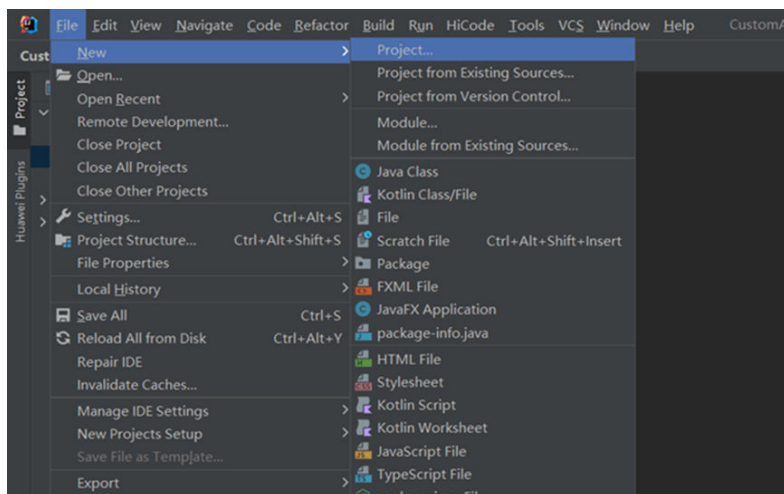 File Edit View Navigate Code Refactor Build Run HiCode Tools VCS Window Help CustomA
Cust
Project
Huawei Plugins
New
Open...
Open Recent
Remote Development...
Close Project
Close All Projects
Close Other Projects
Settings... Ctrl+Alt+S
Project Structure... Ctrl+Alt+Shift+S
File Properties
Local History
Save All Ctrl+S
Reload All from Disk Ctrl+Alt+Y
Repair IDE
Invalidate Caches...
Manage IDE Settings
New Projects Setup
Save File as Template...
Export
Project...
Project from Existing Sources...
Project from Version Control...
Module...
Module from Existing Sources...
Java Class
Kotlin Class/File
File
Scratch File Ctrl+Alt+Shift+Insert
Package
FXML File
JavaFX Application
package-info.java
HTML File
Stylesheet
Kotlin Script
Kotlin Worksheet
JavaScript File
TypeScript File